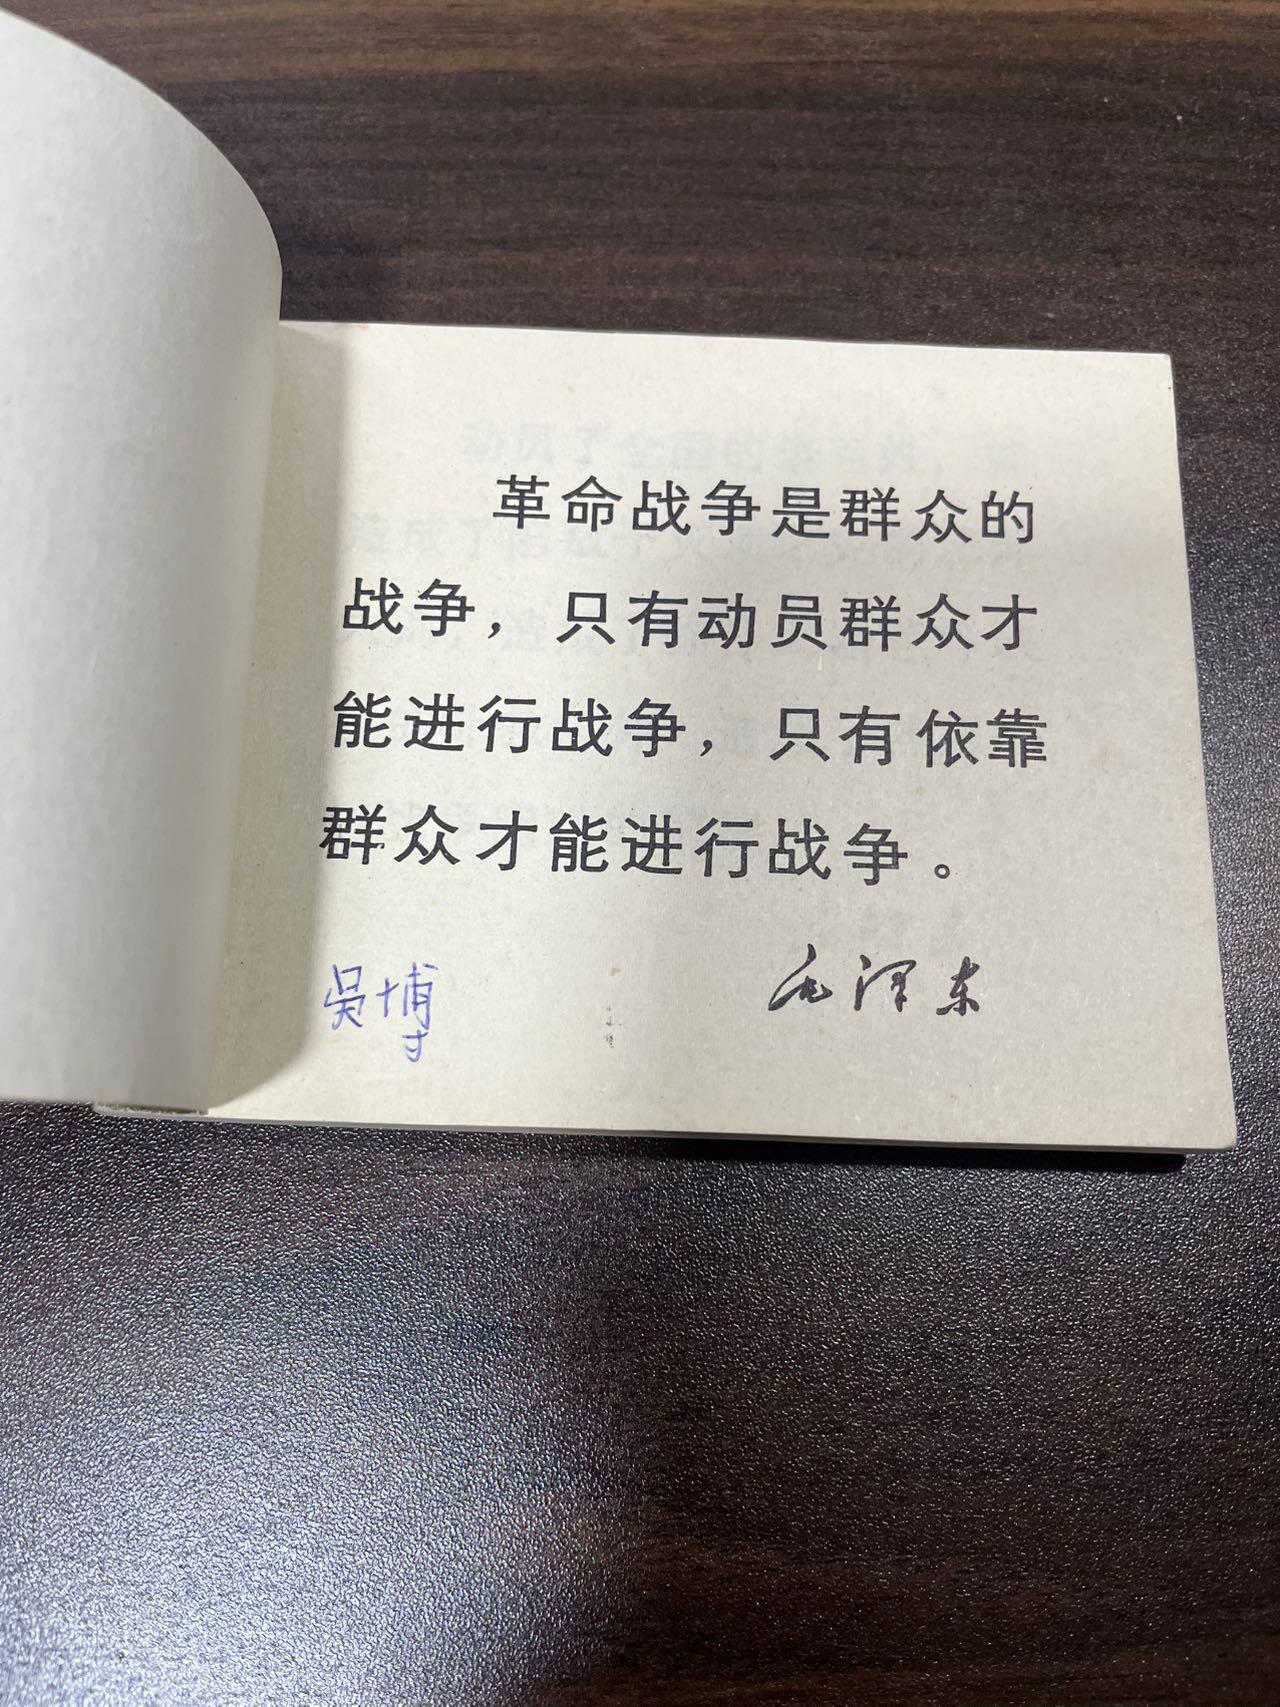 革命战争是群众的
战争，只有动员群众才
能进行战争，只有依靠
群众才能进行战争。
毛泽东
吴博